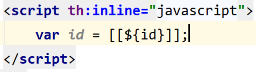 <script th:inline="javascript">
var id = [[${id}]];
</script>